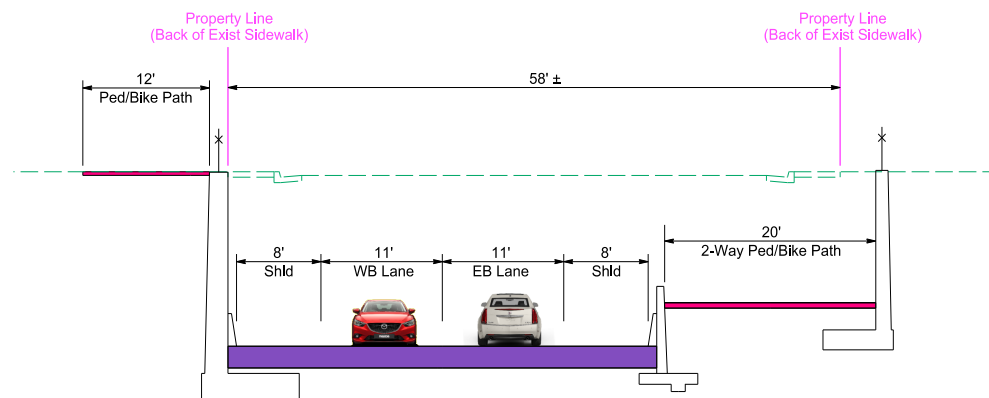 Property Line
(Back of Exist Sidewalk)
Property Line
(Back of Exist Sidewalk)
12'
Ped/Bike Path
58' ±
20'
2-Way Ped/Bike Path
8'
Shld
11'
WB Lane
11'
EB Lane
8'
Shld